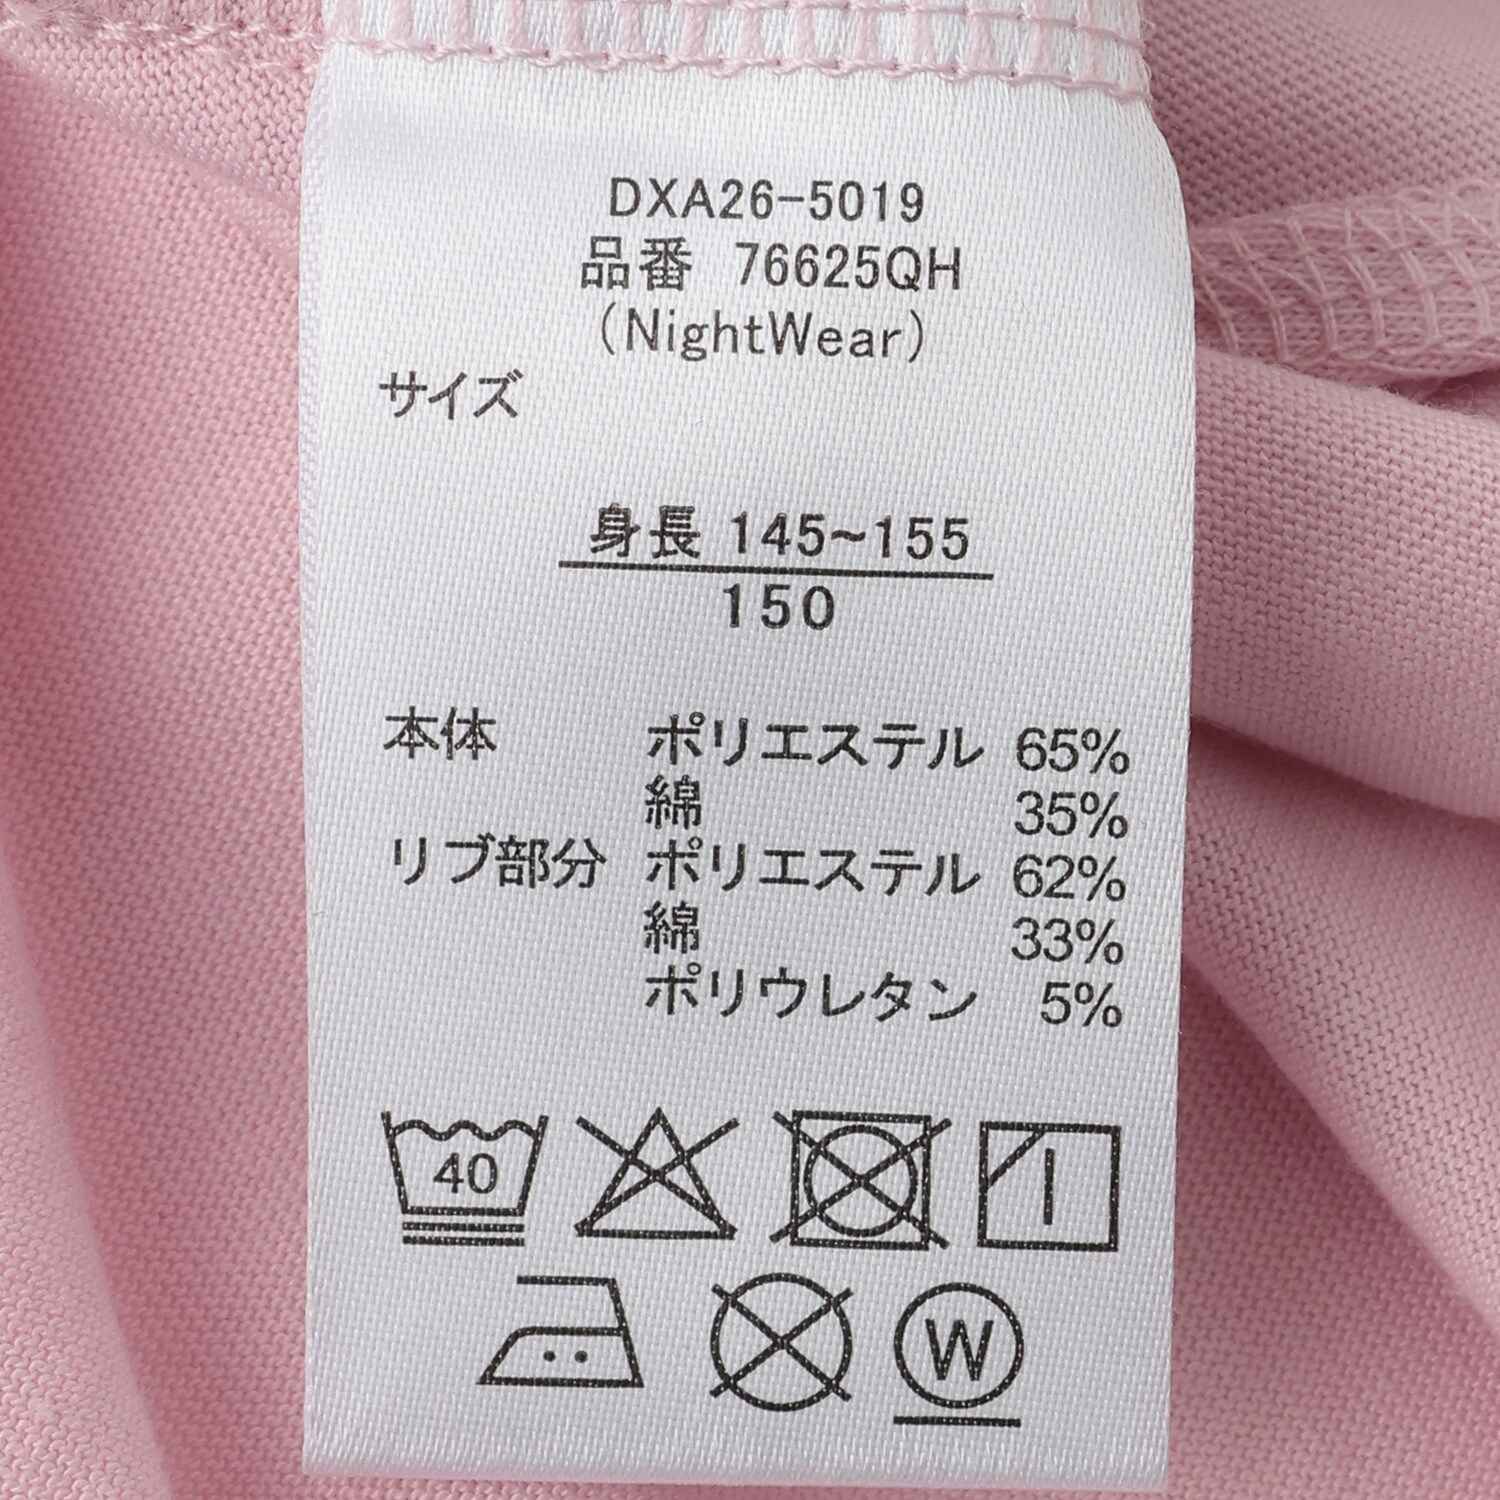 DXA26-5019
品番 76625QH
(NightWear)
サイズ
身長 145~155
150
本体 ポリエステル 65%
綿 35%
リブ部分 ポリエステル 62%
綿 33%
ポリウレタン 5%
40
W